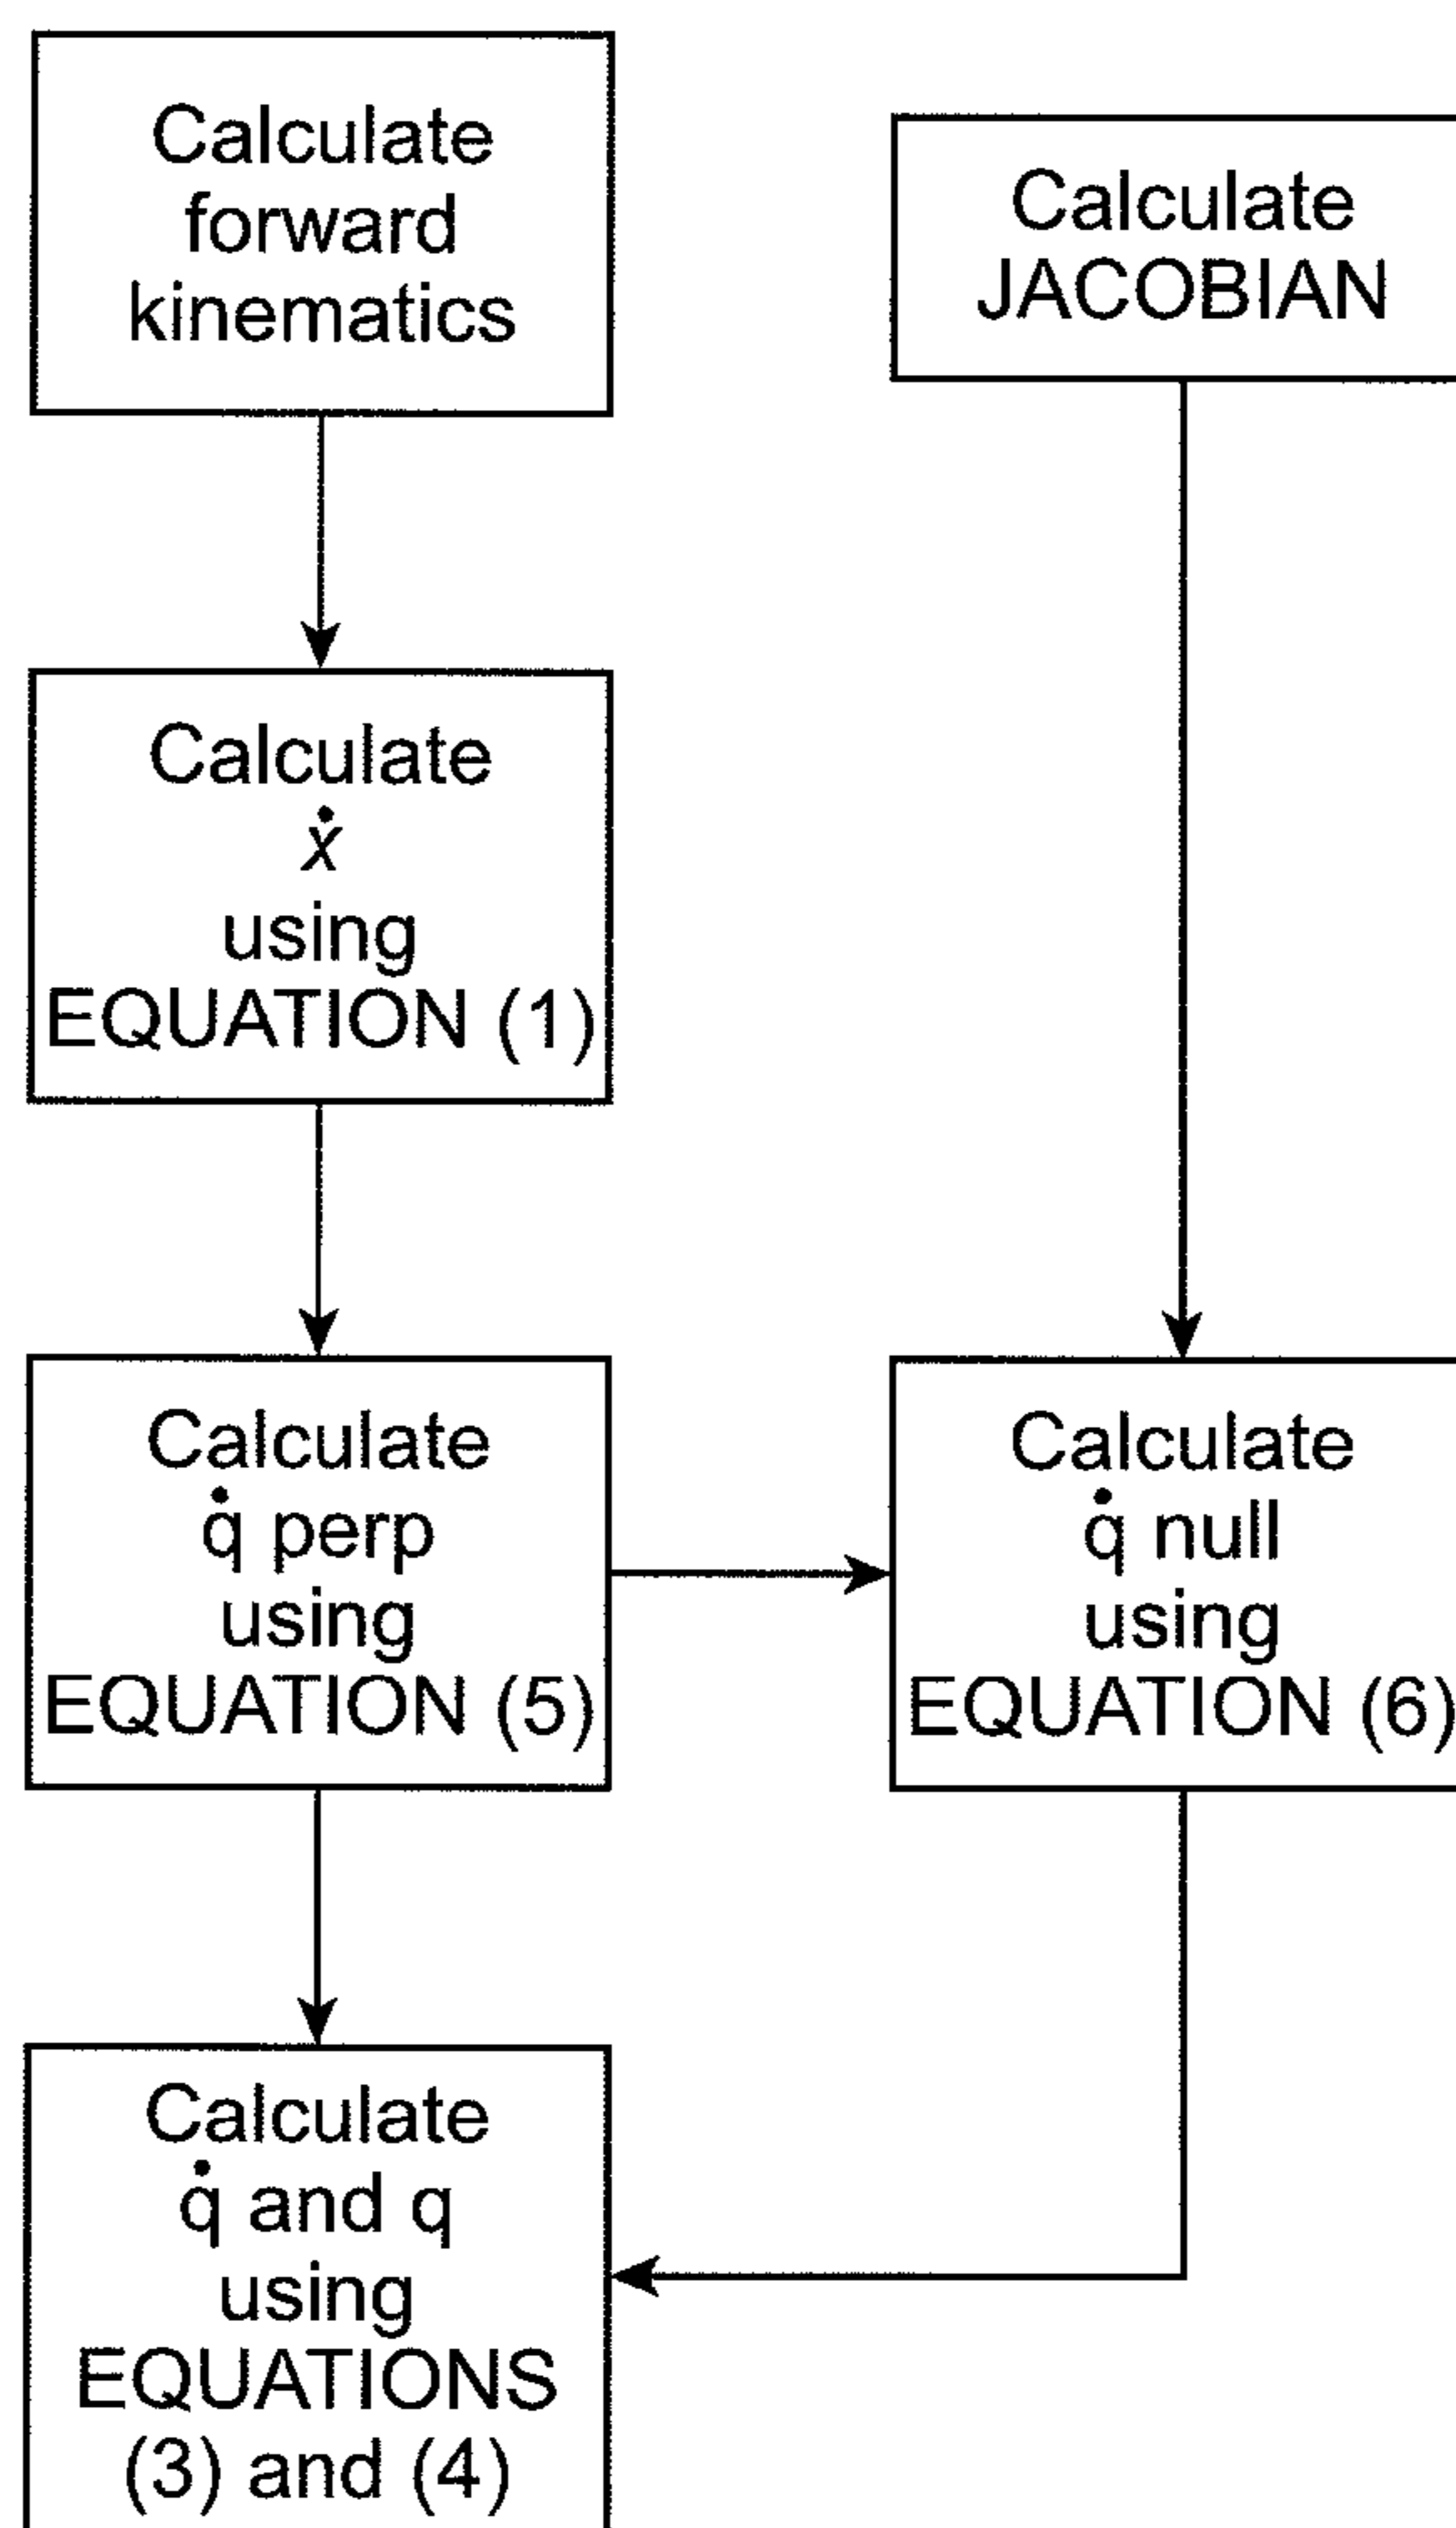 Calculate
forward
kinematics
Calculate
JACOBIAN
Calculate
ẋ
using
EQUATION (1)
Calculate
q̇ perp
using
EQUATION (5)
Calculate
q̇ null
using
EQUATION (6)
Calculate
q̇ and q
using
EQUATIONS
(3) and (4)